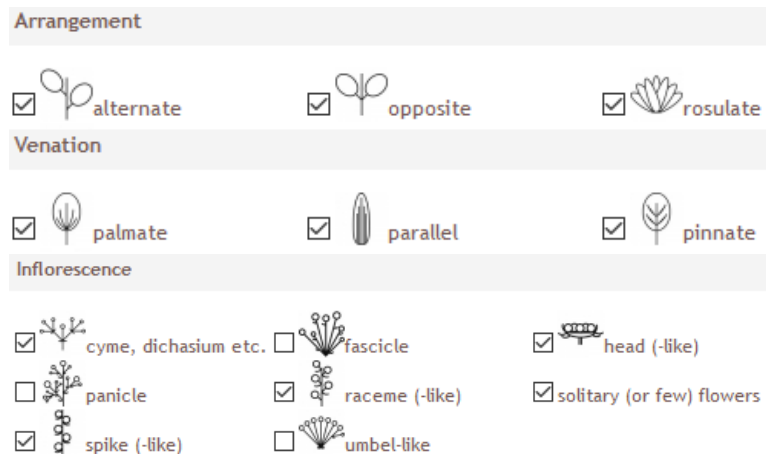 Arrangement
alternate opposite rosulate
Venation
palmate parallel pinnate
Inflorescence
cyme, dichasium etc. fascicle head (-like)
panicle raceme (-like) solitary (or few) flowers
spike (-like) umbel-like